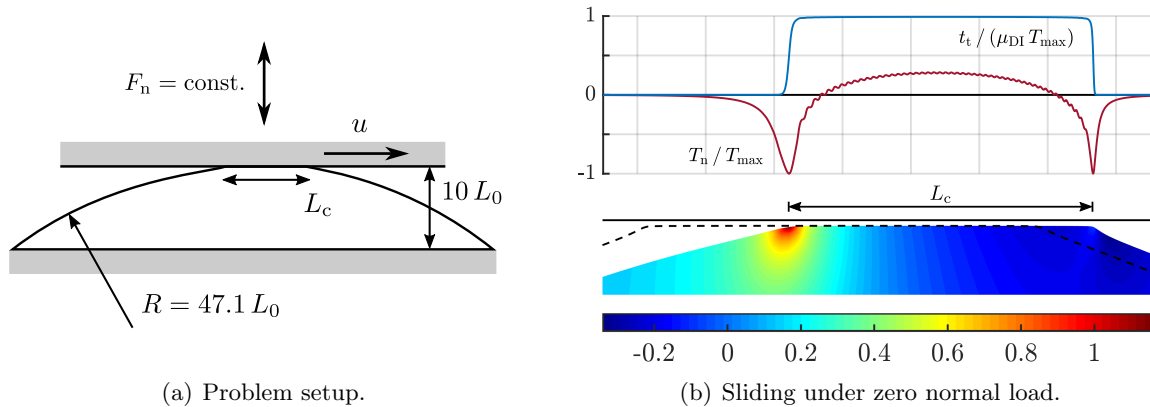 F_n = const.
u
L_c
10 L_0
R = 47.1 L_0
(a) Problem setup.
1
0
-1
t_t / (μ_DI T_max)
T_n / T_max
L_c
-0.2 0 0.2 0.4 0.6 0.8 1
(b) Sliding under zero normal load.